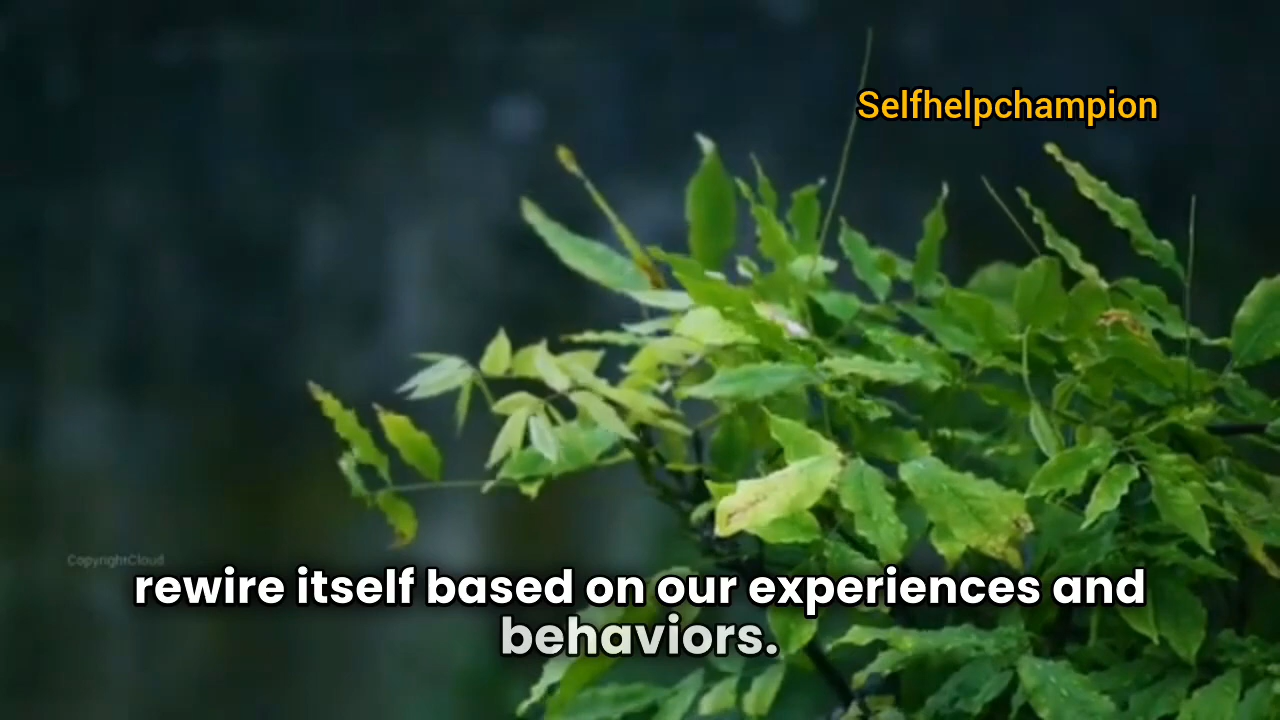 Selfhelpchampion
CopyrightCloud
rewire itself based on our experiences and
behaviors.